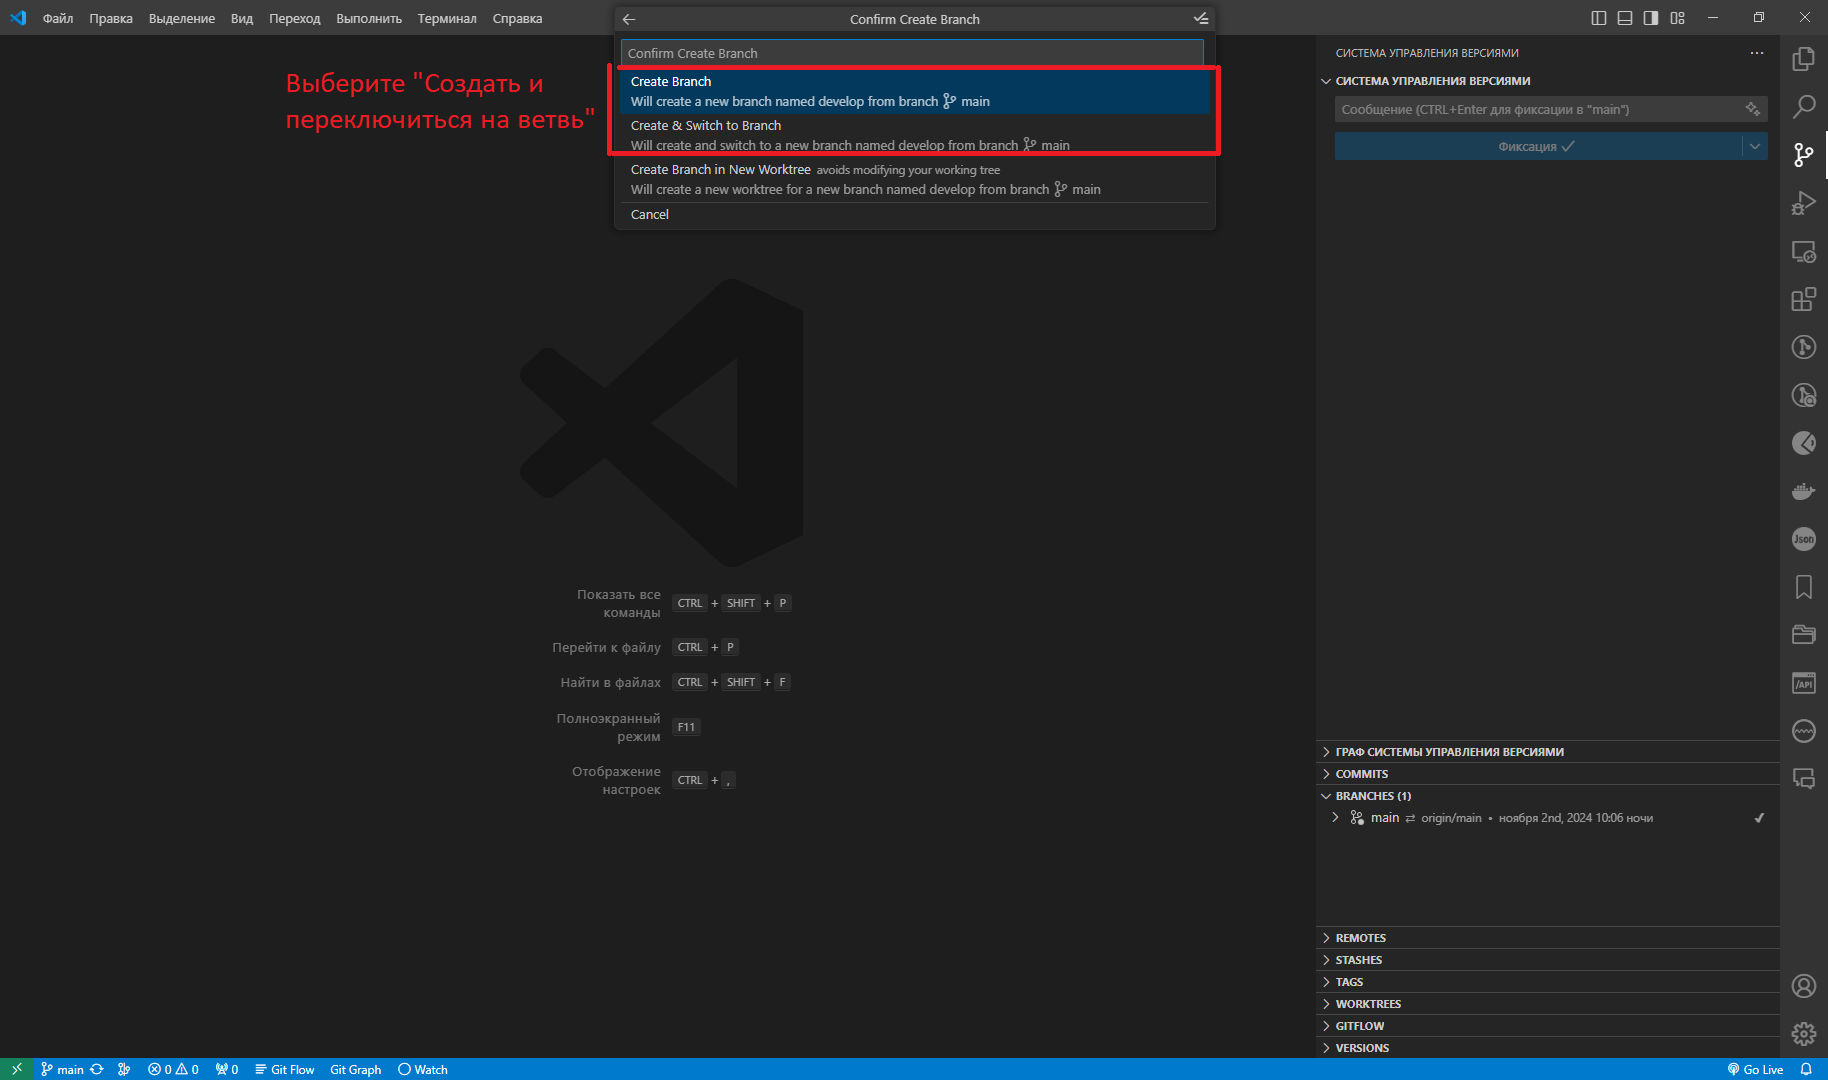 Файл Правка Выделение Вид Переход Выполнить Терминал Справка
Confirm Create Branch
Confirm Create Branch
Create Branch
Will create a new branch named develop from branch main
Create & Switch to Branch
Will create and switch to a new branch named develop from branch main
Create Branch in New Worktree avoids modifying your working tree
Will create a new worktree for a new branch named develop from branch main
Cancel
Выберите "Создать и
переключиться на ветвь"
Показать все
команды
CTRL + SHIFT + P
Перейти к файлу CTRL + P
Найти в файлах CTRL + SHIFT + F
Полноэкранный
режим
F11
Отображение
настроек
CTRL + ,
СИСТЕМА УПРАВЛЕНИЯ ВЕРСИЯМИ
СИСТЕМА УПРАВЛЕНИЯ ВЕРСИЯМИ
Сообщение (CTRL+Enter для фиксации в "main")
Фиксация
ГРАФ СИСТЕМЫ УПРАВЛЕНИЯ ВЕРСИЯМИ
COMMITS
BRANCHES (1)
main ⇄ origin/main • ноября 2nd, 2024 10:06 ночи
REMOTES
STASHES
TAGS
WORKTREES
GITFLOW
VERSIONS
Json
/API
main 0 0 0 Git Flow Git Graph Watch
Go Live